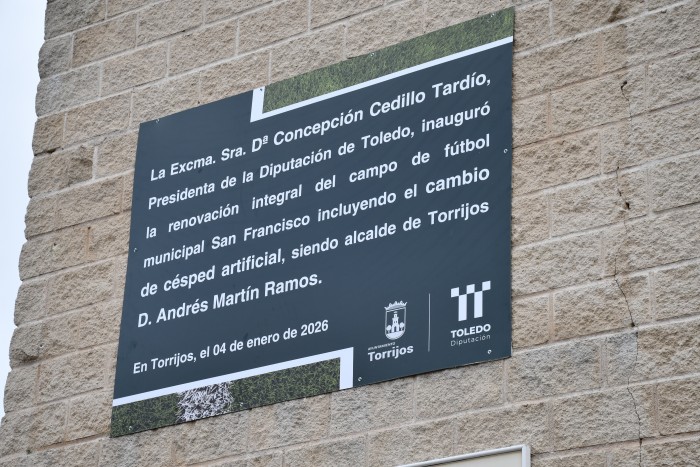 La Excma. Sra. Dª Concepción Cedillo Tardío,
Presidenta de la Diputación de Toledo, inauguró
la renovación integral del campo de fútbol
municipal San Francisco incluyendo el cambio
de césped artificial, siendo alcalde de Torrijos
D. Andrés Martín Ramos.
En Torrijos, el 04 de enero de 2026
AYUNTAMIENTO
Torrijos
TOLEDO
Diputación